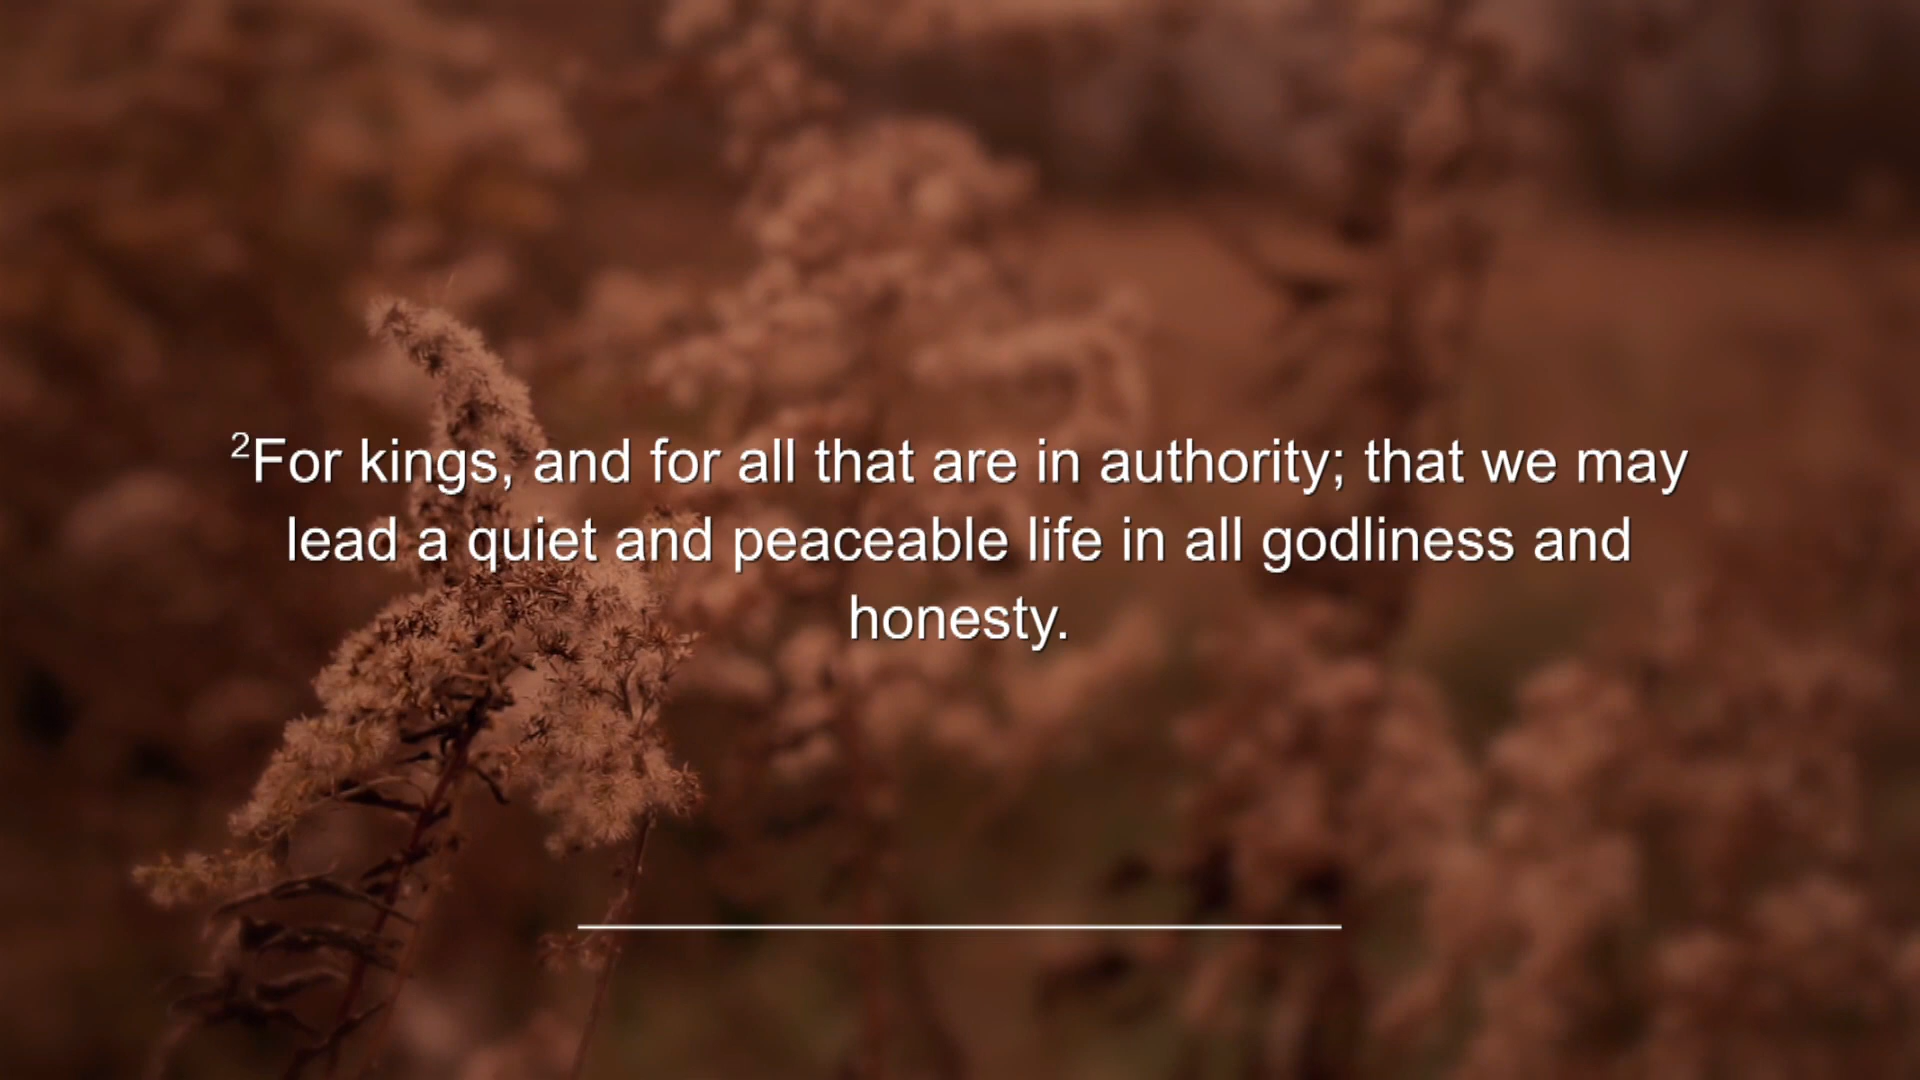 ²For kings, and for all that are in authority; that we may
lead a quiet and peaceable life in all godliness and
honesty.